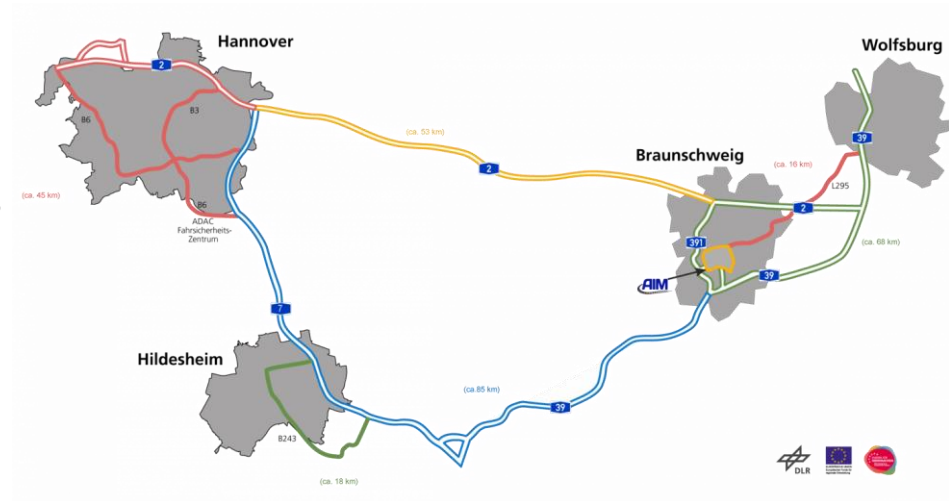 Hannover
Wolfsburg
2
B3
B6
39
(ca. 53 km)
Braunschweig
(ca. 16 km)
2
L295
(ca. 45 km)
B6
2
ADAC
Fahrsicherheits-
Zentrum
391
(ca. 68 km)
39
AIM
7
Hildesheim
(ca.85 km)
39
B243
DLR
(ca. 18 km)